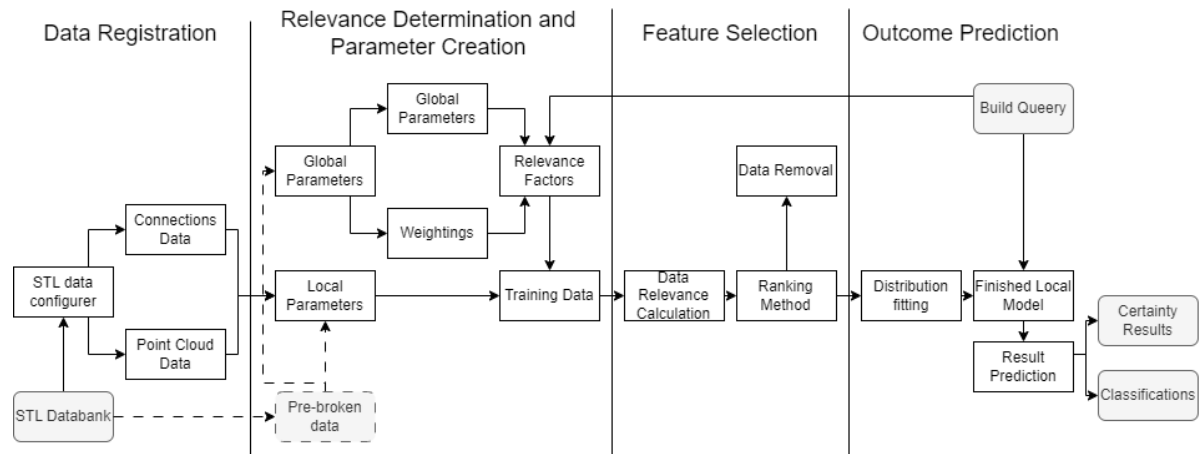 Data Registration
Relevance Determination and
Parameter Creation
Feature Selection
Outcome Prediction
STL data
configurer
Connections
Data
Point Cloud
Data
STL Databank
Global
Parameters
Global
Parameters
Weightings
Relevance
Factors
Local
Parameters
Training Data
Pre-broken
data
Data
Relevance
Calculation
Ranking
Method
Data Removal
Build Queery
Distribution
fitting
Finished Local
Model
Result
Prediction
Certainty
Results
Classifications